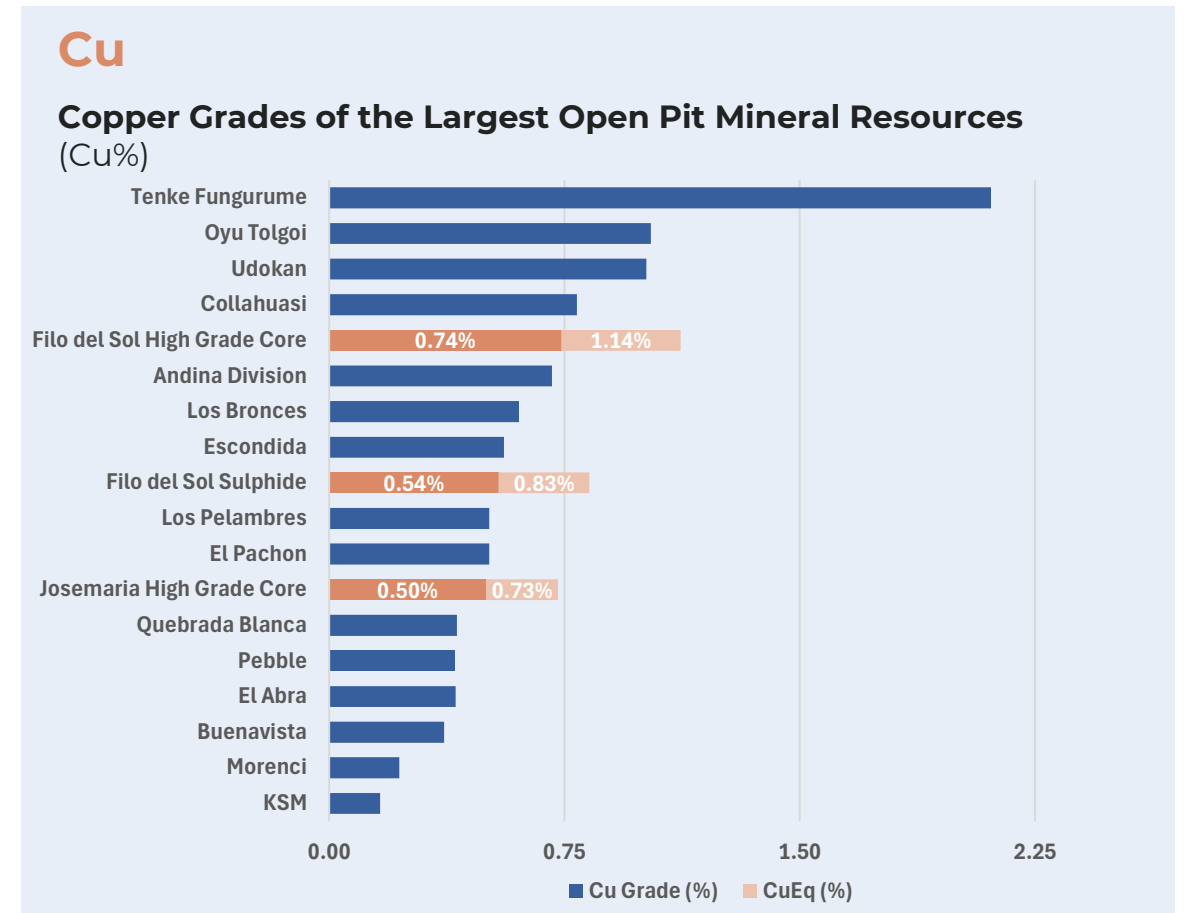 Cu
Copper Grades of the Largest Open Pit Mineral Resources
(Cu%)
Tenke Fungurume
Oyu Tolgoi
Udokan
Collahuasi
Filo del Sol High Grade Core 0.74% 1.14%
Andina Division
Los Bronces
Escondida
Filo del Sol Sulphide 0.54% 0.83%
Los Pelambres
El Pachon
Josemaria High Grade Core 0.50% 0.73%
Quebrada Blanca
Pebble
El Abra
Buenavista
Morenci
KSM
0.00 0.75 1.50 2.25
Cu Grade (%) CuEq (%)